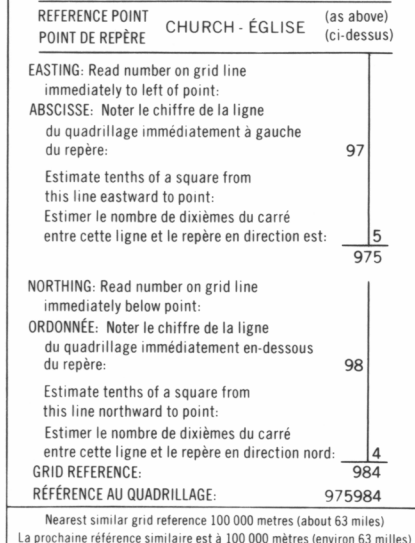 REFERENCE POINT CHURCH - ÉGLISE (as above)
POINT DE REPÈRE (ci-dessus)
EASTING: Read number on grid line
immediately to left of point:
ABSCISSE: Noter le chiffre de la ligne
du quadrillage immédiatement à gauche
du repère: 97
Estimate tenths of a square from
this line eastward to point:
Estimer le nombre de dixièmes du carré
entre cette ligne et le repère en direction est: 5
975
NORTHING: Read number on grid line
immediately below point:
ORDONNÉE: Noter le chiffre de la ligne
du quadrillage immédiatement en-dessous
du repère: 98
Estimate tenths of a square from
this line northward to point:
Estimer le nombre de dixièmes du carré
entre cette ligne et le repère en direction nord: 4
GRID REFERENCE: 984
RÉFÉRENCE AU QUADRILLAGE: 975984
Nearest similar grid reference 100 000 metres (about 63 miles)
La prochaine référence similaire est à 100 000 mètres (environ 63 milles)